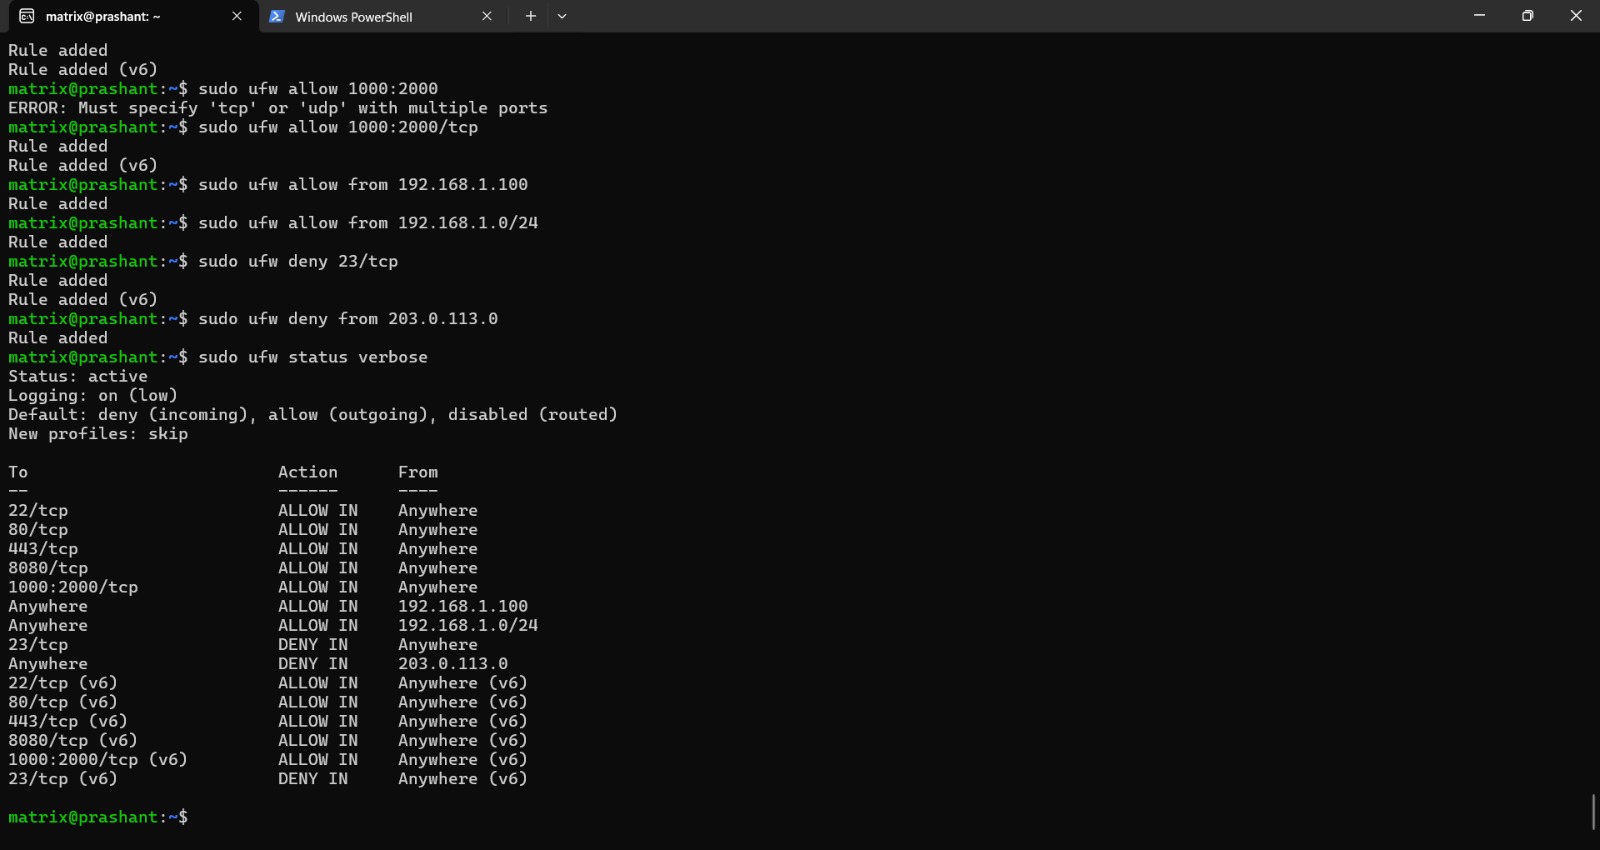 matrix@prashant: ~
Windows PowerShell
Rule added
Rule added (v6)
matrix@prashant:~$ sudo ufw allow 1000:2000
ERROR: Must specify 'tcp' or 'udp' with multiple ports
matrix@prashant:~$ sudo ufw allow 1000:2000/tcp
Rule added
Rule added (v6)
matrix@prashant:~$ sudo ufw allow from 192.168.1.100
Rule added
matrix@prashant:~$ sudo ufw allow from 192.168.1.0/24
Rule added
matrix@prashant:~$ sudo ufw deny 23/tcp
Rule added
Rule added (v6)
matrix@prashant:~$ sudo ufw deny from 203.0.113.0
Rule added
matrix@prashant:~$ sudo ufw status verbose
Status: active
Logging: on (low)
Default: deny (incoming), allow (outgoing), disabled (routed)
New profiles: skip
To                         Action      From
--                         ------      ----
22/tcp                     ALLOW IN    Anywhere
80/tcp                     ALLOW IN    Anywhere
443/tcp                    ALLOW IN    Anywhere
8080/tcp                   ALLOW IN    Anywhere
1000:2000/tcp              ALLOW IN    Anywhere
Anywhere                   ALLOW IN    192.168.1.100
Anywhere                   ALLOW IN    192.168.1.0/24
23/tcp                     DENY IN     Anywhere
Anywhere                   DENY IN     203.0.113.0
22/tcp (v6)                ALLOW IN    Anywhere (v6)
80/tcp (v6)                ALLOW IN    Anywhere (v6)
443/tcp (v6)               ALLOW IN    Anywhere (v6)
8080/tcp (v6)              ALLOW IN    Anywhere (v6)
1000:2000/tcp (v6)         ALLOW IN    Anywhere (v6)
23/tcp (v6)                DENY IN     Anywhere (v6)
matrix@prashant:~$